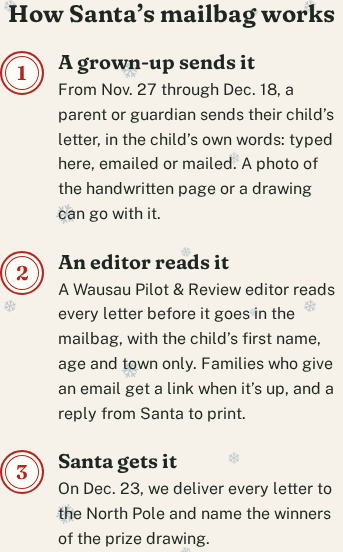 How Santa’s mailbag works
1
A grown-up sends it
From Nov. 27 through Dec. 18, a
parent or guardian sends their child’s
letter, in the child’s own words: typed
here, emailed or mailed. A photo of
the handwritten page or a drawing
can go with it.
2
An editor reads it
A Wausau Pilot & Review editor reads
every letter before it goes in the
mailbag, with the child’s first name,
age and town only. Families who give
an email get a link when it’s up, and a
reply from Santa to print.
3
Santa gets it
On Dec. 23, we deliver every letter to
the North Pole and name the winners
of the prize drawing.